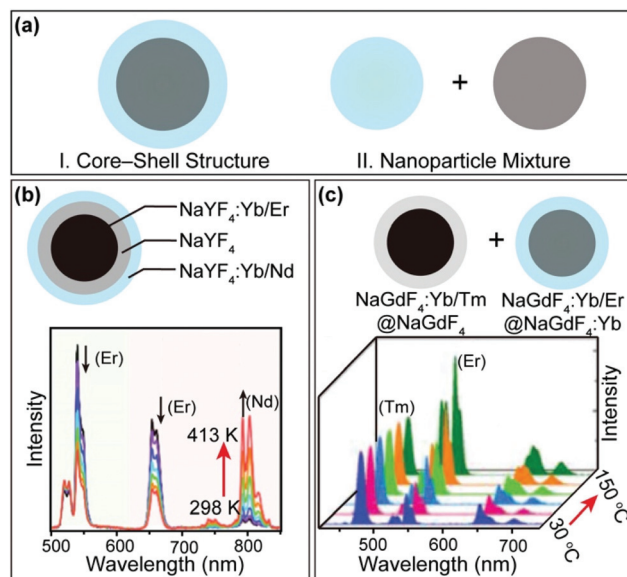 (a)
+
I. Core–Shell Structure
II. Nanoparticle Mixture
(b)
NaYF₄:Yb/Er
NaYF₄
NaYF₄:Yb/Nd
(Er)
(Er)
(Nd)
413 K
298 K
Intensity
500 600 700 800
Wavelength (nm)
(c)
+
NaGdF₄:Yb/Tm
@NaGdF₄
NaGdF₄:Yb/Er
@NaGdF₄:Yb
(Er)
(Tm)
Intensity
Intensity
150 °C
30 °C
500 600 700
Wavelength (nm)